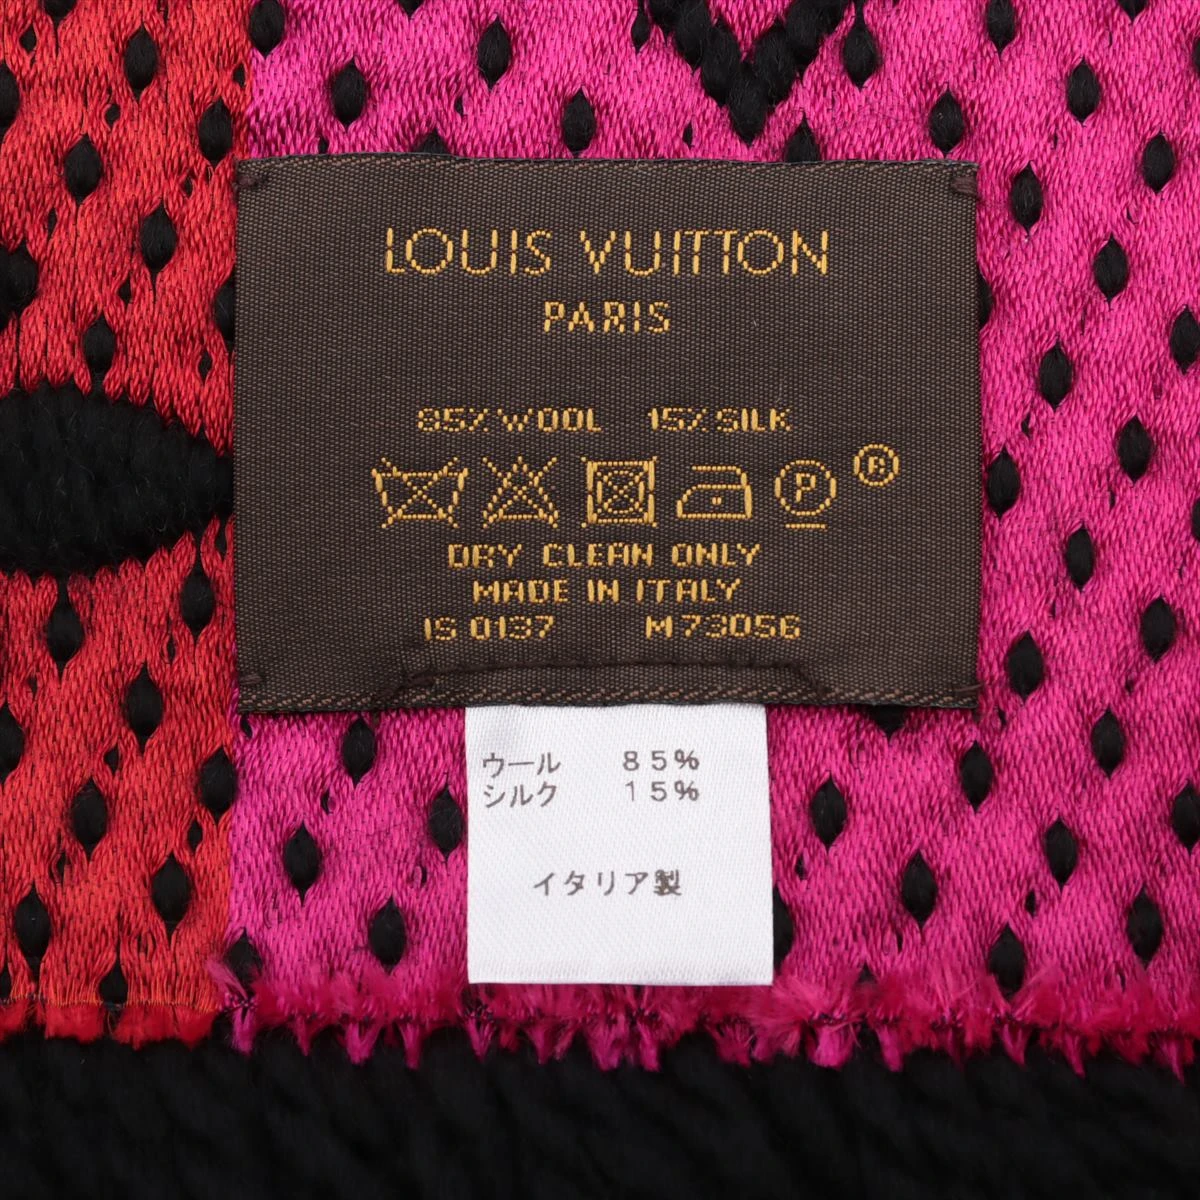 LOUIS VUITTON
PARIS
85% WOOL 15% SILK
P ®
DRY CLEAN ONLY
MADE IN ITALY
IS 0137 M73056
ウール 85%
シルク 15%
イタリア製